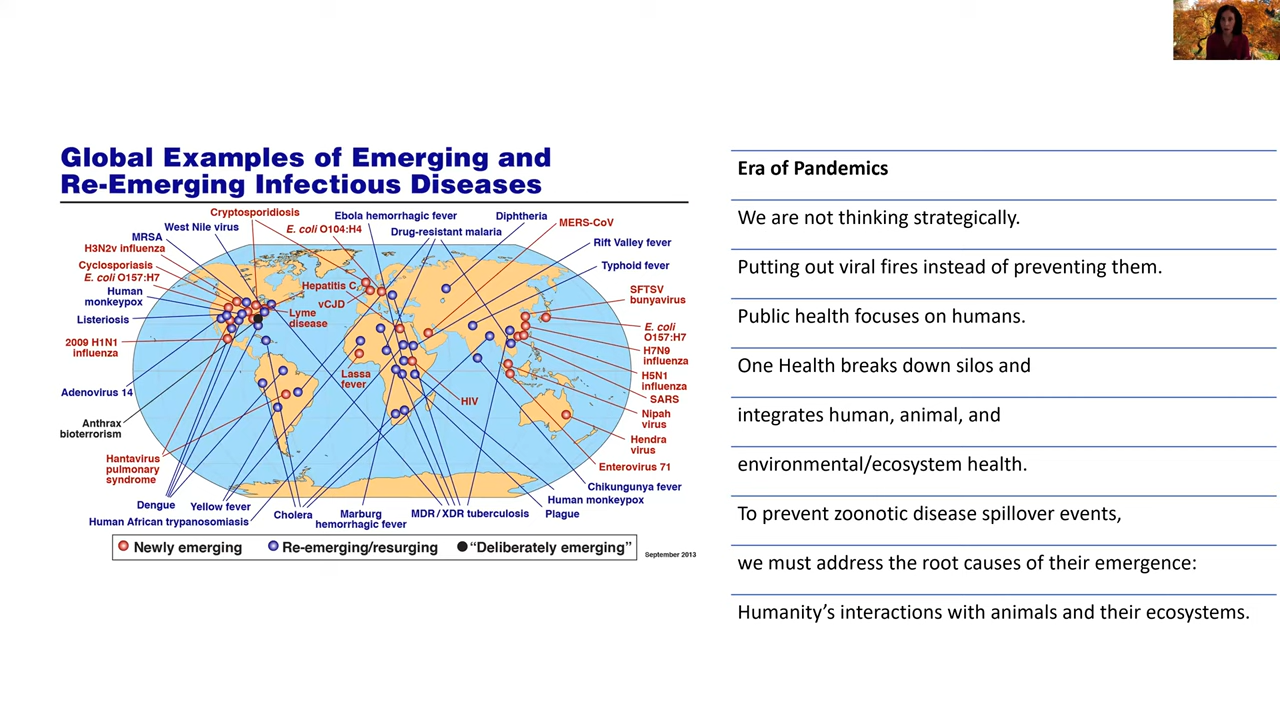 Global Examples of Emerging and
Re-Emerging Infectious Diseases
Cryptosporidiosis
Ebola hemorrhagic fever
Diphtheria
MERS-CoV
West Nile virus
E. coli O104:H4
Drug-resistant malaria
MRSA
Rift Valley fever
H3N2v influenza
Cyclosporiasis
Typhoid fever
E. coli O157:H7
Hepatitis C
SFTSV
bunyavirus
Human
monkeypox
vCJD
Listeriosis
Lyme
disease
E. coli
O157:H7
2009 H1N1
influenza
H7N9
influenza
Lassa
fever
H5N1
influenza
Adenovirus 14
HIV
SARS
Anthrax
bioterrorism
Nipah
virus
Hendra
virus
Hantavirus
pulmonary
syndrome
Enterovirus 71
Chikungunya fever
Human monkeypox
Dengue
Yellow fever
Cholera
Marburg
hemorrhagic fever
MDR/XDR tuberculosis
Plague
Human African trypanosomiasis
Newly emerging
Re-emerging/resurging
"Deliberately emerging"
September 2013
Era of Pandemics
We are not thinking strategically.
Putting out viral fires instead of preventing them.
Public health focuses on humans.
One Health breaks down silos and
integrates human, animal, and
environmental/ecosystem health.
To prevent zoonotic disease spillover events,
we must address the root causes of their emergence:
Humanity’s interactions with animals and their ecosystems.